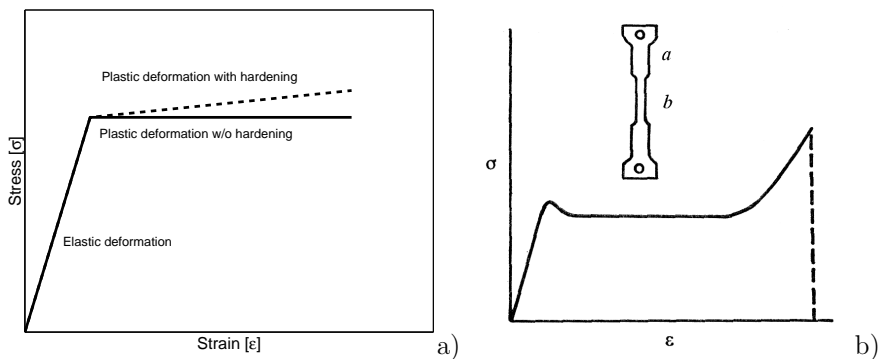 Plastic deformation with hardening
Plastic deformation w/o hardening
Elastic deformation
Stress [σ]
Strain [ε]
a)
a
b
σ
ε
b)